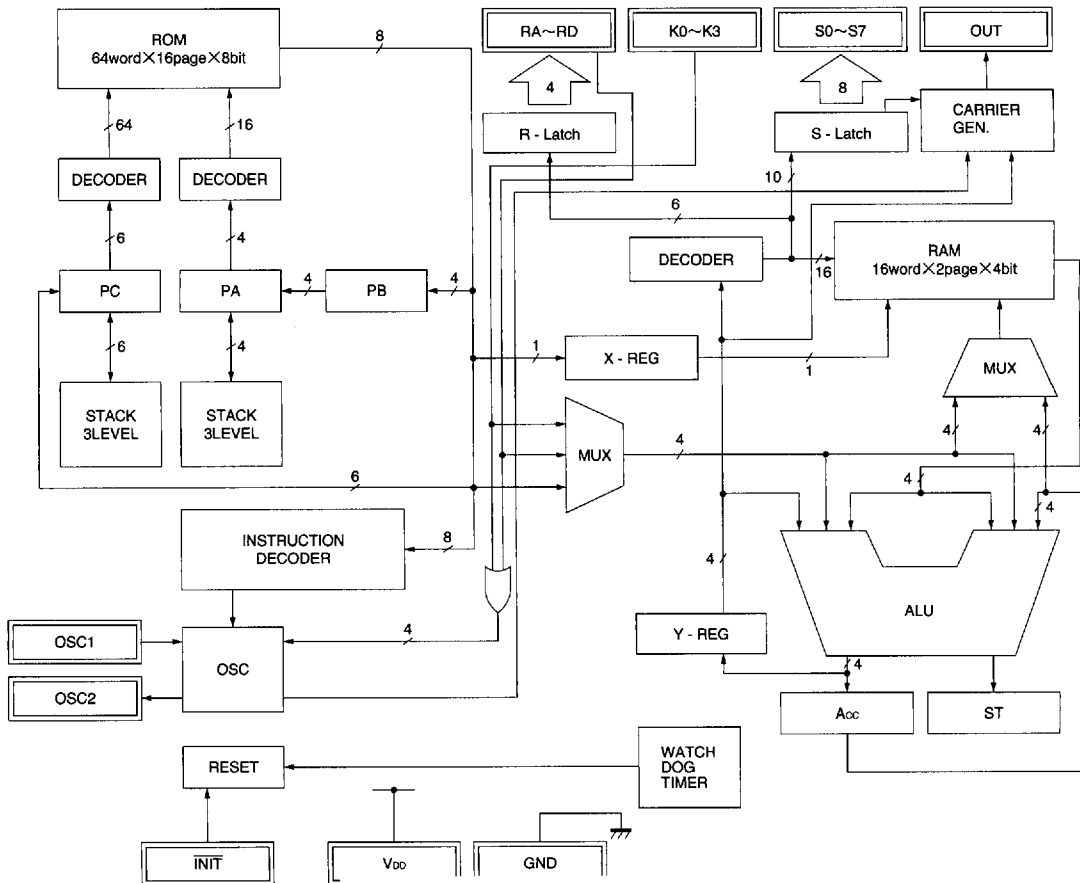 ROM
64word×16page×8bit
8
RA～RD
K0～K3
S0～S7
OUT
4
8
R - Latch
S - Latch
CARRIER
GEN.
64
16
DECODER
DECODER
10
6
6
4
DECODER
16
RAM
16word×2page×4bit
PC
PA
4
PB
4
6
4
1
X - REG
1
MUX
STACK
3LEVEL
STACK
3LEVEL
MUX
4
4
4
6
4
4
INSTRUCTION
DECODER
8
4
ALU
OSC1
OSC
4
Y - REG
4
OSC2
Acc
ST
RESET
WATCH
DOG
TIMER
INIT
VDD
GND